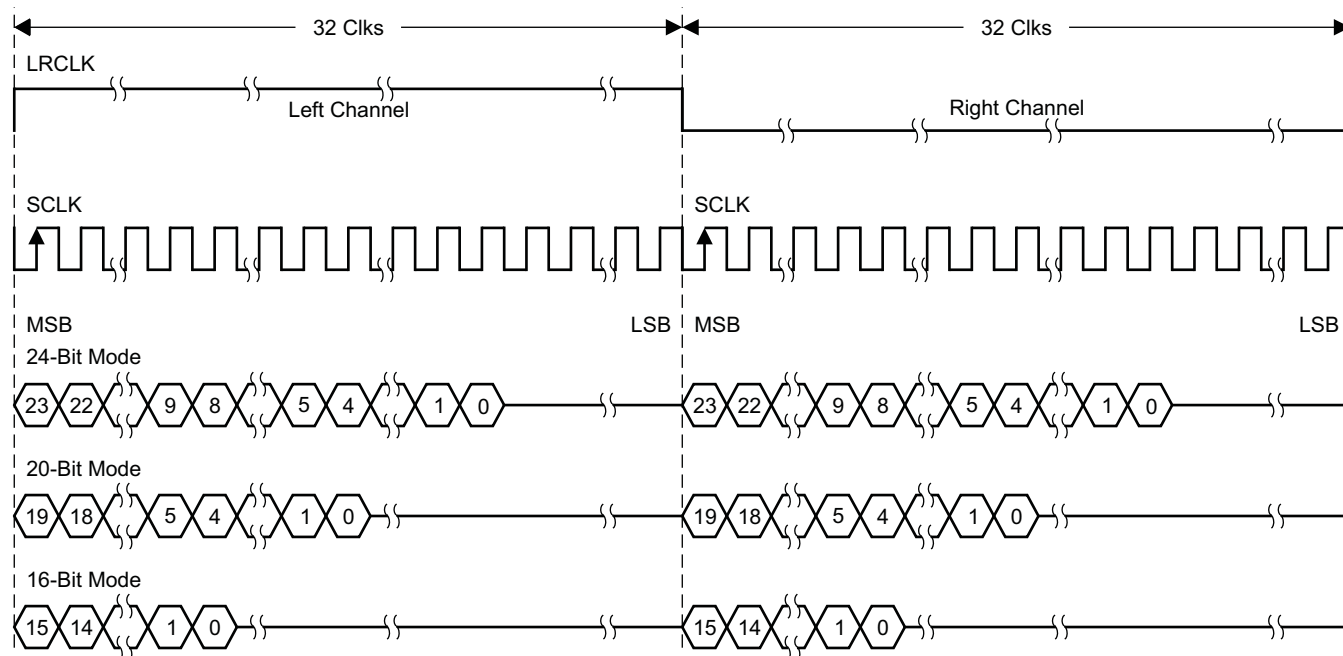 32 Clks 32 Clks
LRCLK
Left Channel Right Channel
SCLK SCLK
MSB LSB MSB LSB
24-Bit Mode
23 22 9 8 5 4 1 0 23 22 9 8 5 4 1 0
20-Bit Mode
19 18 5 4 1 0 19 18 5 4 1 0
16-Bit Mode
15 14 1 0 15 14 1 0